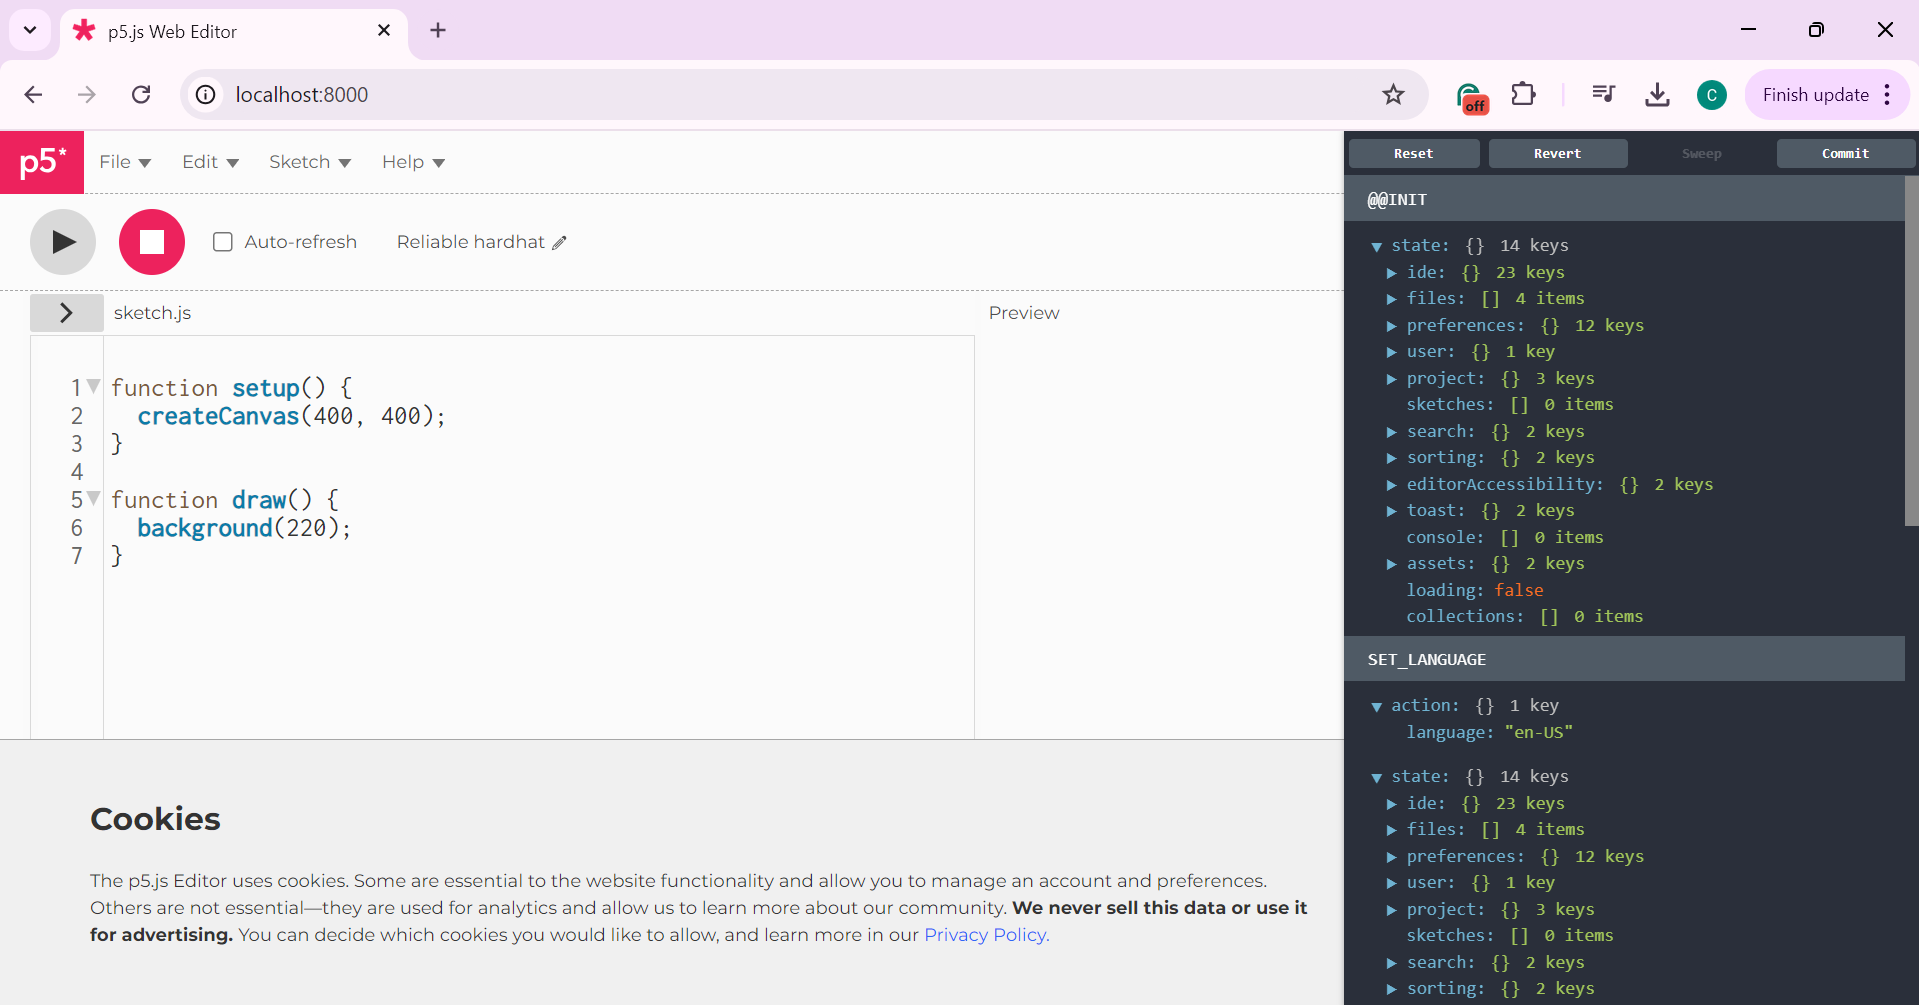 p5.js Web Editor
localhost:8000
off
C
Finish update
p5*
File
Edit
Sketch
Help
Auto-refresh
Reliable hardhat
sketch.js
Preview
1 function setup() {
2 createCanvas(400, 400);
3 }
4
5 function draw() {
6 background(220);
7 }
Cookies
The p5.js Editor uses cookies. Some are essential to the website functionality and allow you to manage an account and preferences.
Others are not essential—they are used for analytics and allow us to learn more about our community. We never sell this data or use it
for advertising. You can decide which cookies you would like to allow, and learn more in our Privacy Policy.
Reset
Revert
Sweep
Commit
@@INIT
state: {} 14 keys
ide: {} 23 keys
files: [] 4 items
preferences: {} 12 keys
user: {} 1 key
project: {} 3 keys
sketches: [] 0 items
search: {} 2 keys
sorting: {} 2 keys
editorAccessibility: {} 2 keys
toast: {} 2 keys
console: [] 0 items
assets: {} 2 keys
loading: false
collections: [] 0 items
SET_LANGUAGE
action: {} 1 key
language: "en-US"
state: {} 14 keys
ide: {} 23 keys
files: [] 4 items
preferences: {} 12 keys
user: {} 1 key
project: {} 3 keys
sketches: [] 0 items
search: {} 2 keys
sorting: {} 2 keys